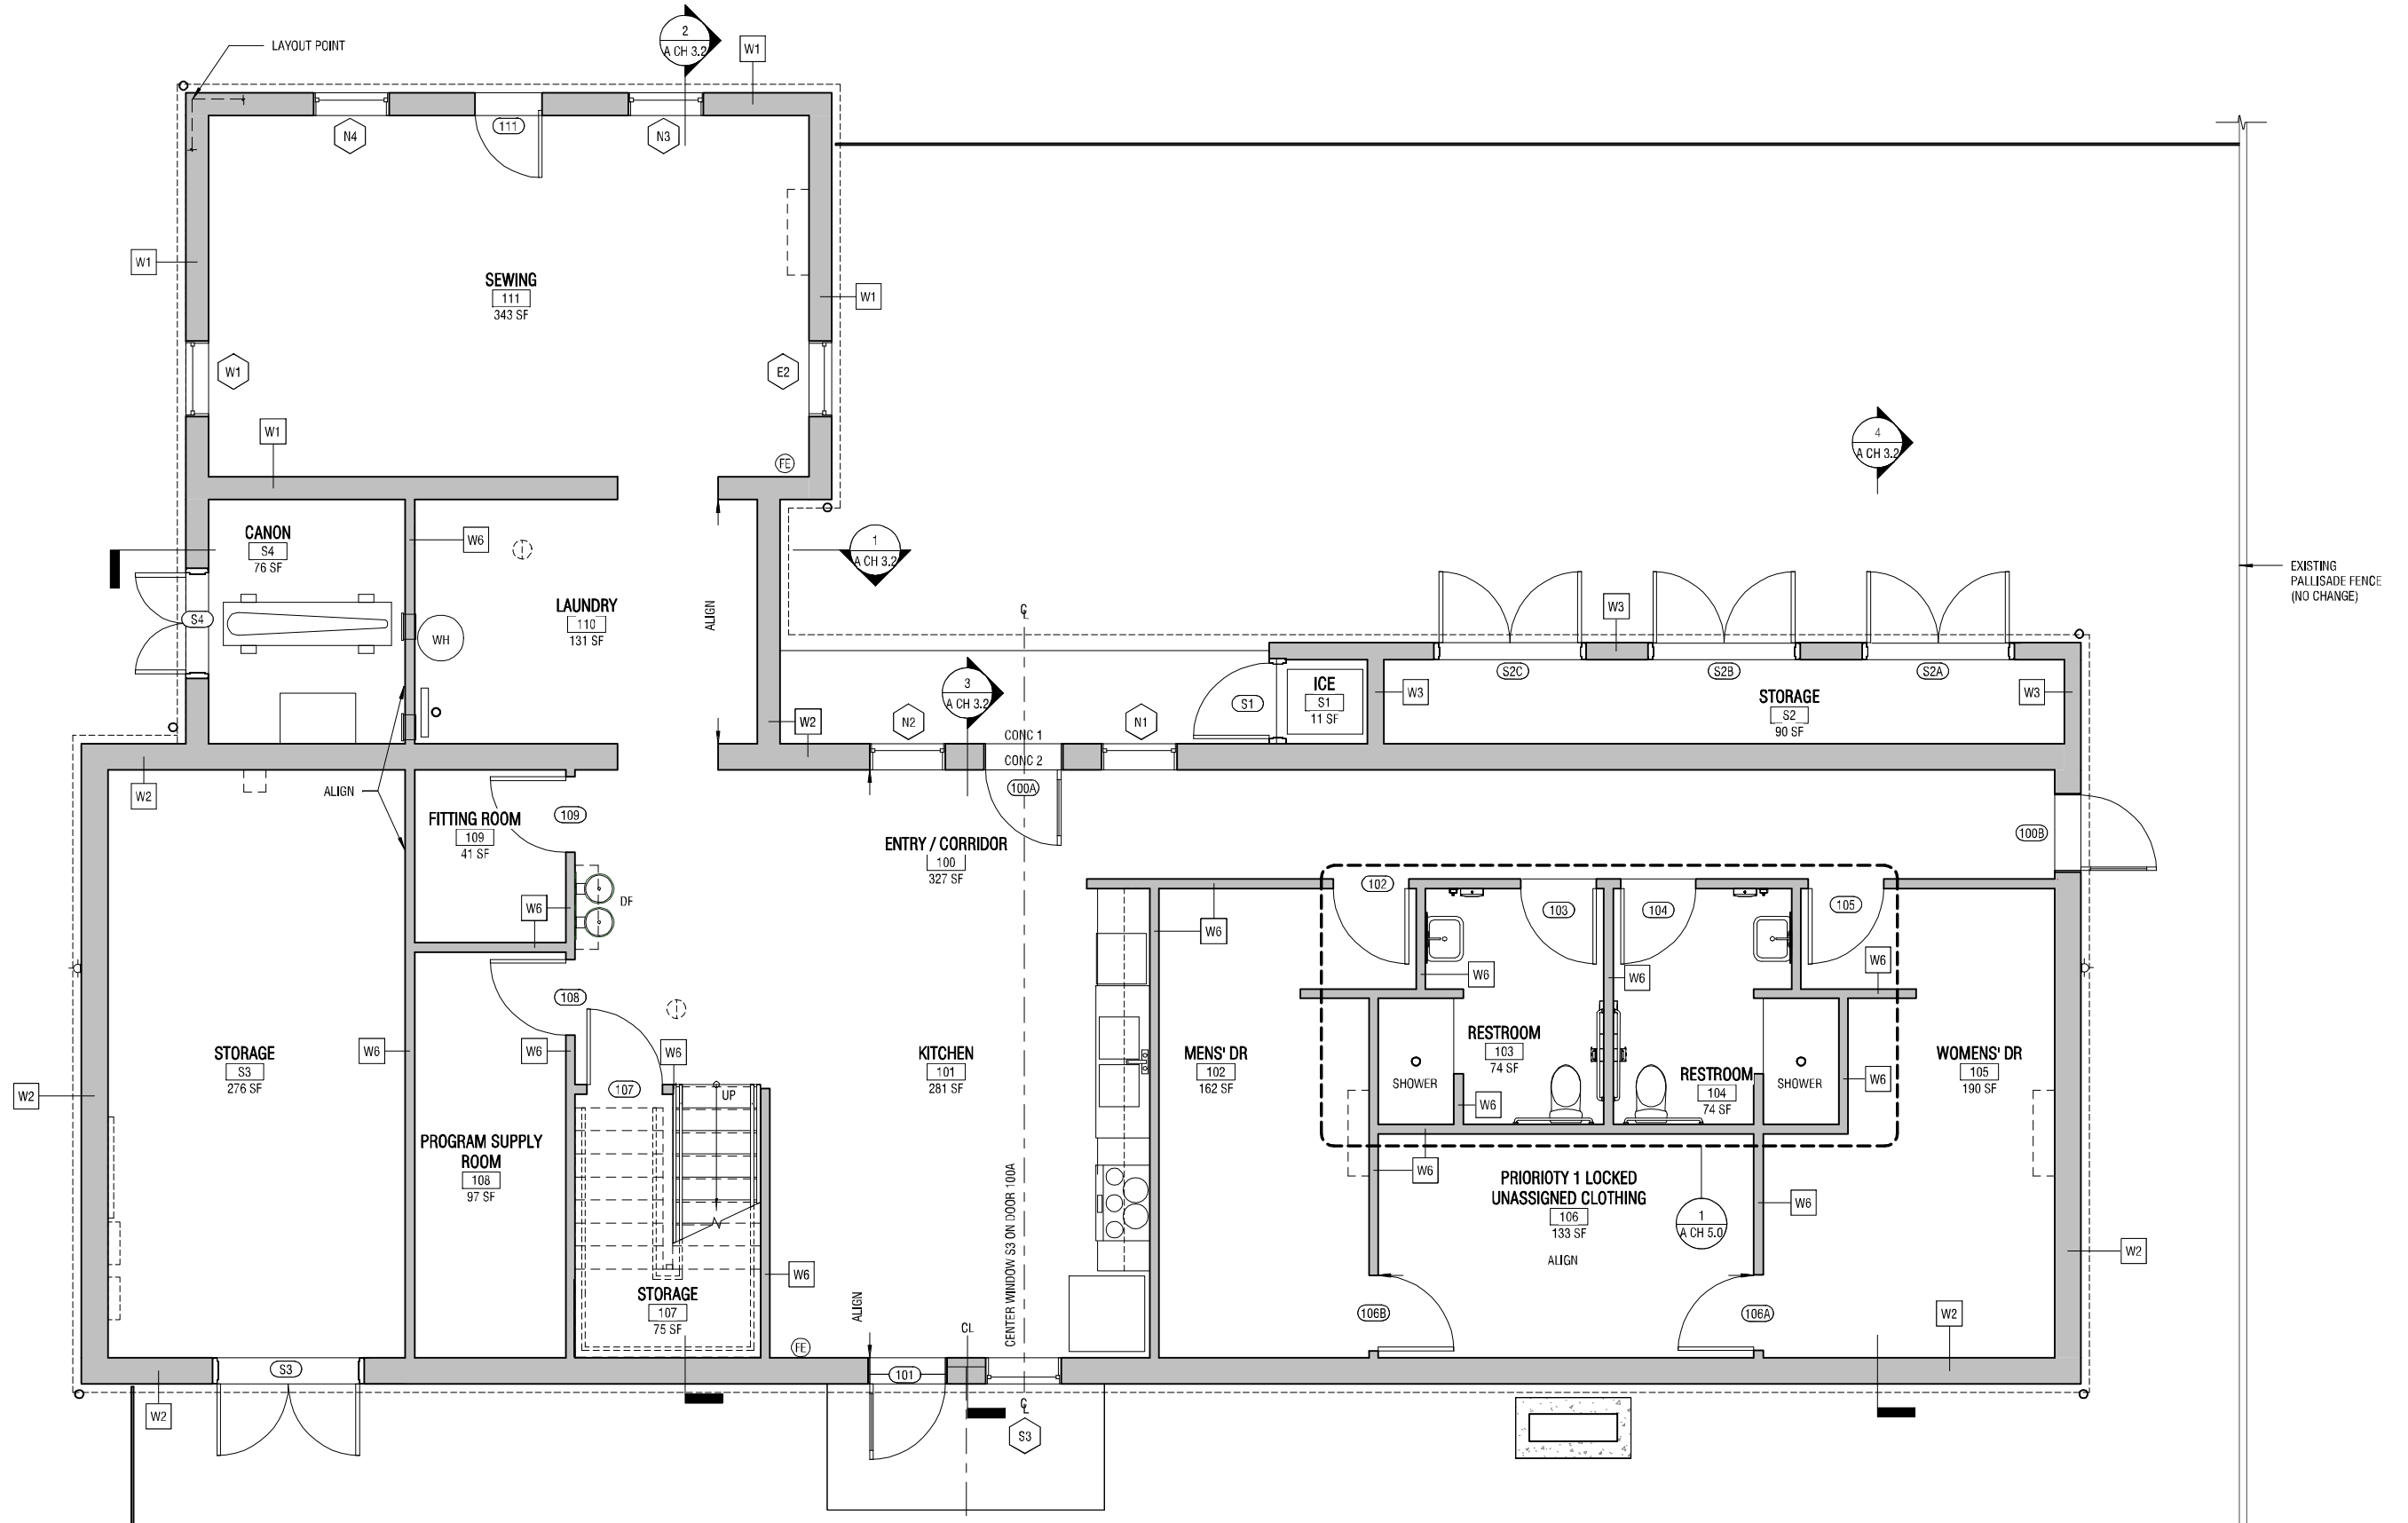 LAYOUT POINT
2
A CH 3.2
W1
N4
111
N3
W1
SEWING
111
343 SF
W1
W1
E2
W1
FE
4
A CH 3.2
CANON
S4
76 SF
W6
1
A CH 3.2
EXISTING
PALLISADE FENCE
(NO CHANGE)
S4
WH
LAUNDRY
110
131 SF
ALIGN
℄
W3
3
A CH 3.2
S1
ICE
S1
11 SF
W3
S2C
S2B
S2A
STORAGE
S2
90 SF
W3
W2
N2
CONC 1
N1
CONC 2
W2
ALIGN
100A
109
FITTING ROOM
109
41 SF
ENTRY / CORRIDOR
100
327 SF
100B
W6
DF
102
103
104
105
W6
W6
W6
W6
W6
108
STORAGE
S3
276 SF
W6
W6
W6
KITCHEN
101
281 SF
MENS' DR
102
162 SF
RESTROOM
103
74 SF
SHOWER
RESTROOM
104
74 SF
SHOWER
W6
WOMENS' DR
105
190 SF
W2
107
UP
W6
PROGRAM SUPPLY
ROOM
108
97 SF
W6
PRIORIOTY 1 LOCKED
UNASSIGNED CLOTHING
106
133 SF
ALIGN
1
A CH 5.0
W6
W2
W6
STORAGE
107
75 SF
ALIGN
CENTER WINDOW S3 ON DOOR 100A
106B
106A
W2
FE
CL
S3
101
W2
℄
S3